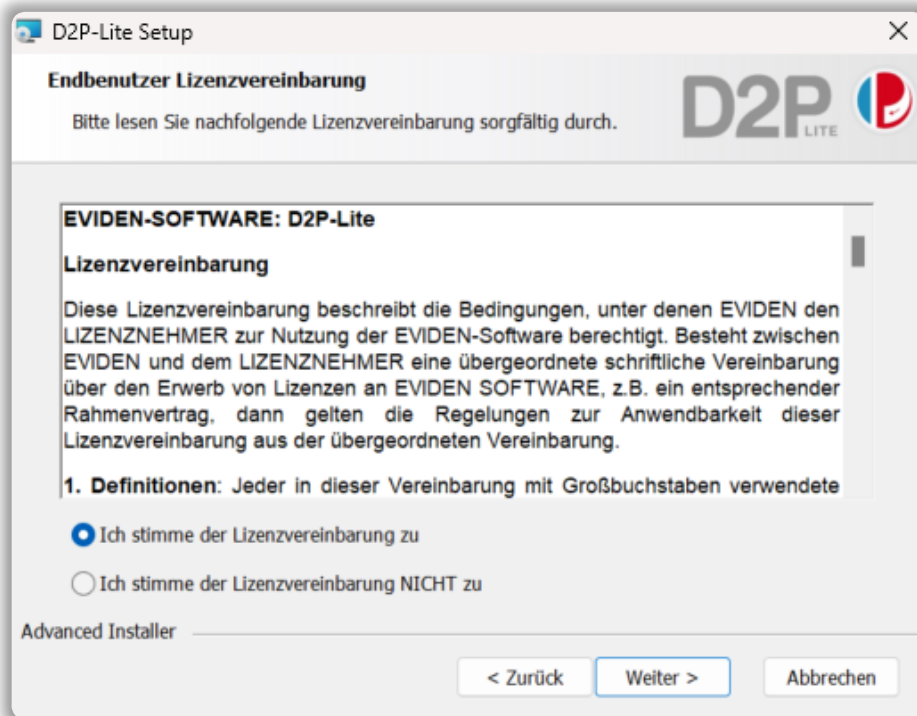 D2P-Lite Setup
Endbenutzer Lizenzvereinbarung
Bitte lesen Sie nachfolgende Lizenzvereinbarung sorgfältig durch.
D2P
LITE
EVIDEN-SOFTWARE: D2P-Lite
Lizenzvereinbarung
Diese Lizenzvereinbarung beschreibt die Bedingungen, unter denen EVIDEN den
LIZENZNEHMER zur Nutzung der EVIDEN-Software berechtigt. Besteht zwischen
EVIDEN und dem LIZENZNEHMER eine übergeordnete schriftliche Vereinbarung
über den Erwerb von Lizenzen an EVIDEN SOFTWARE, z.B. ein entsprechender
Rahmenvertrag, dann gelten die Regelungen zur Anwendbarkeit dieser
Lizenzvereinbarung aus der übergeordneten Vereinbarung.
1. Definitionen: Jeder in dieser Vereinbarung mit Großbuchstaben verwendete
Ich stimme der Lizenzvereinbarung zu
Ich stimme der Lizenzvereinbarung NICHT zu
Advanced Installer
< Zurück
Weiter >
Abbrechen